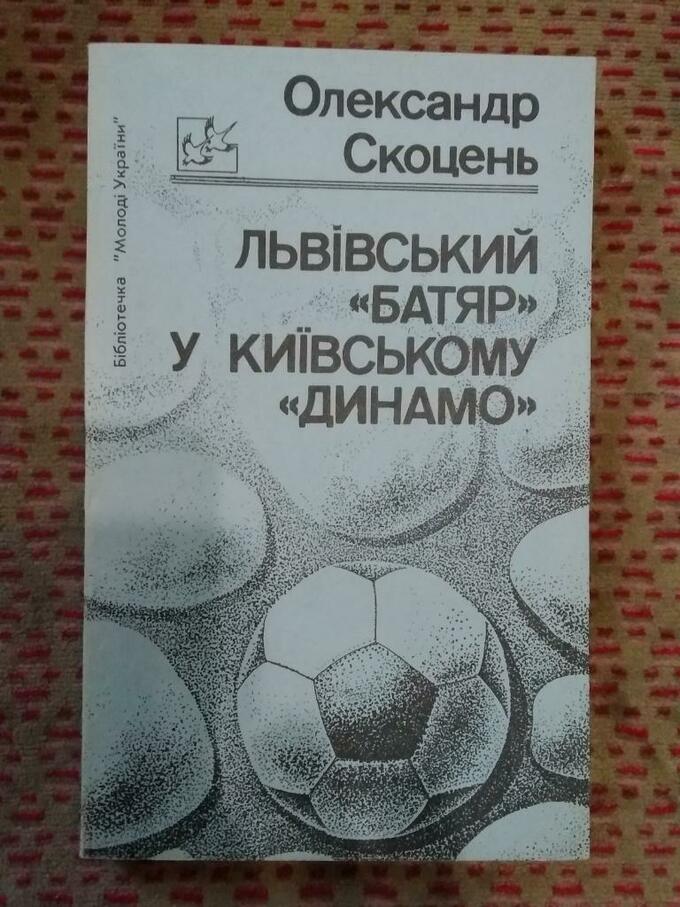 Олександр
Скоцень
Бібліотечка "Молоді України"
ЛЬВІВСЬКИЙ
«БАТЯР»
У КИЇВСЬКОМУ
«ДИНАМО»